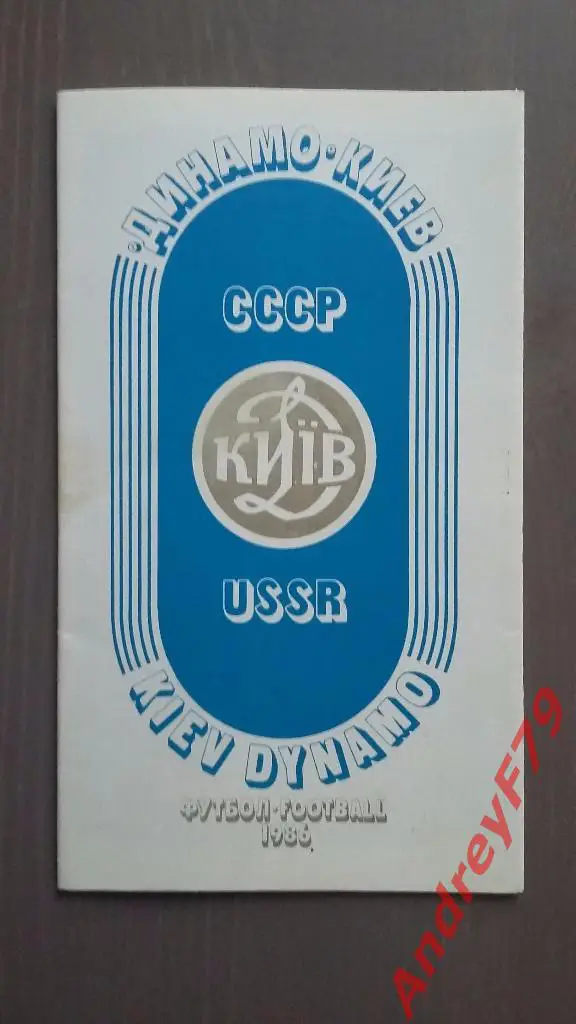 •ДИНАМО•КИЕВ
СССР
КИЇВ
USSR
KIEV DYNAMO
ФУТБОЛ·FOOTBALL
1986
AndreyF79